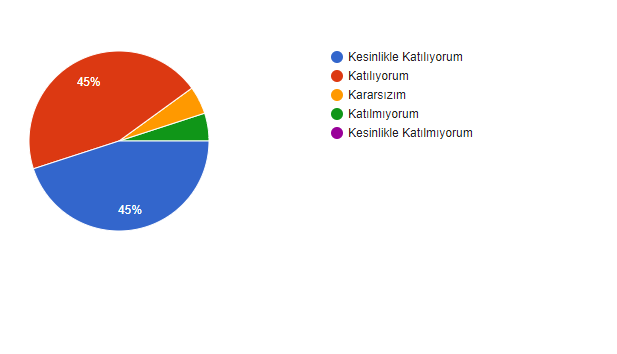 45%
45%
Kesinlikle Katılıyorum
Katılıyorum
Kararsızım
Katılmıyorum
Kesinlikle Katılmıyorum